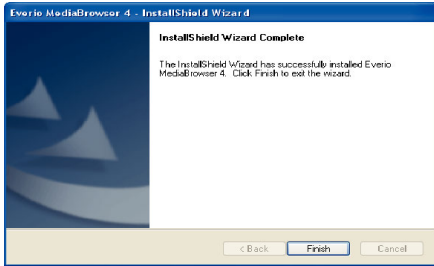 Everio MediaBrowser 4 - InstallShield Wizard
InstallShield Wizard Complete
The InstallShield Wizard has successfully installed Everio
MediaBrowser 4. Click Finish to exit the wizard.
< Back
Finish
Cancel